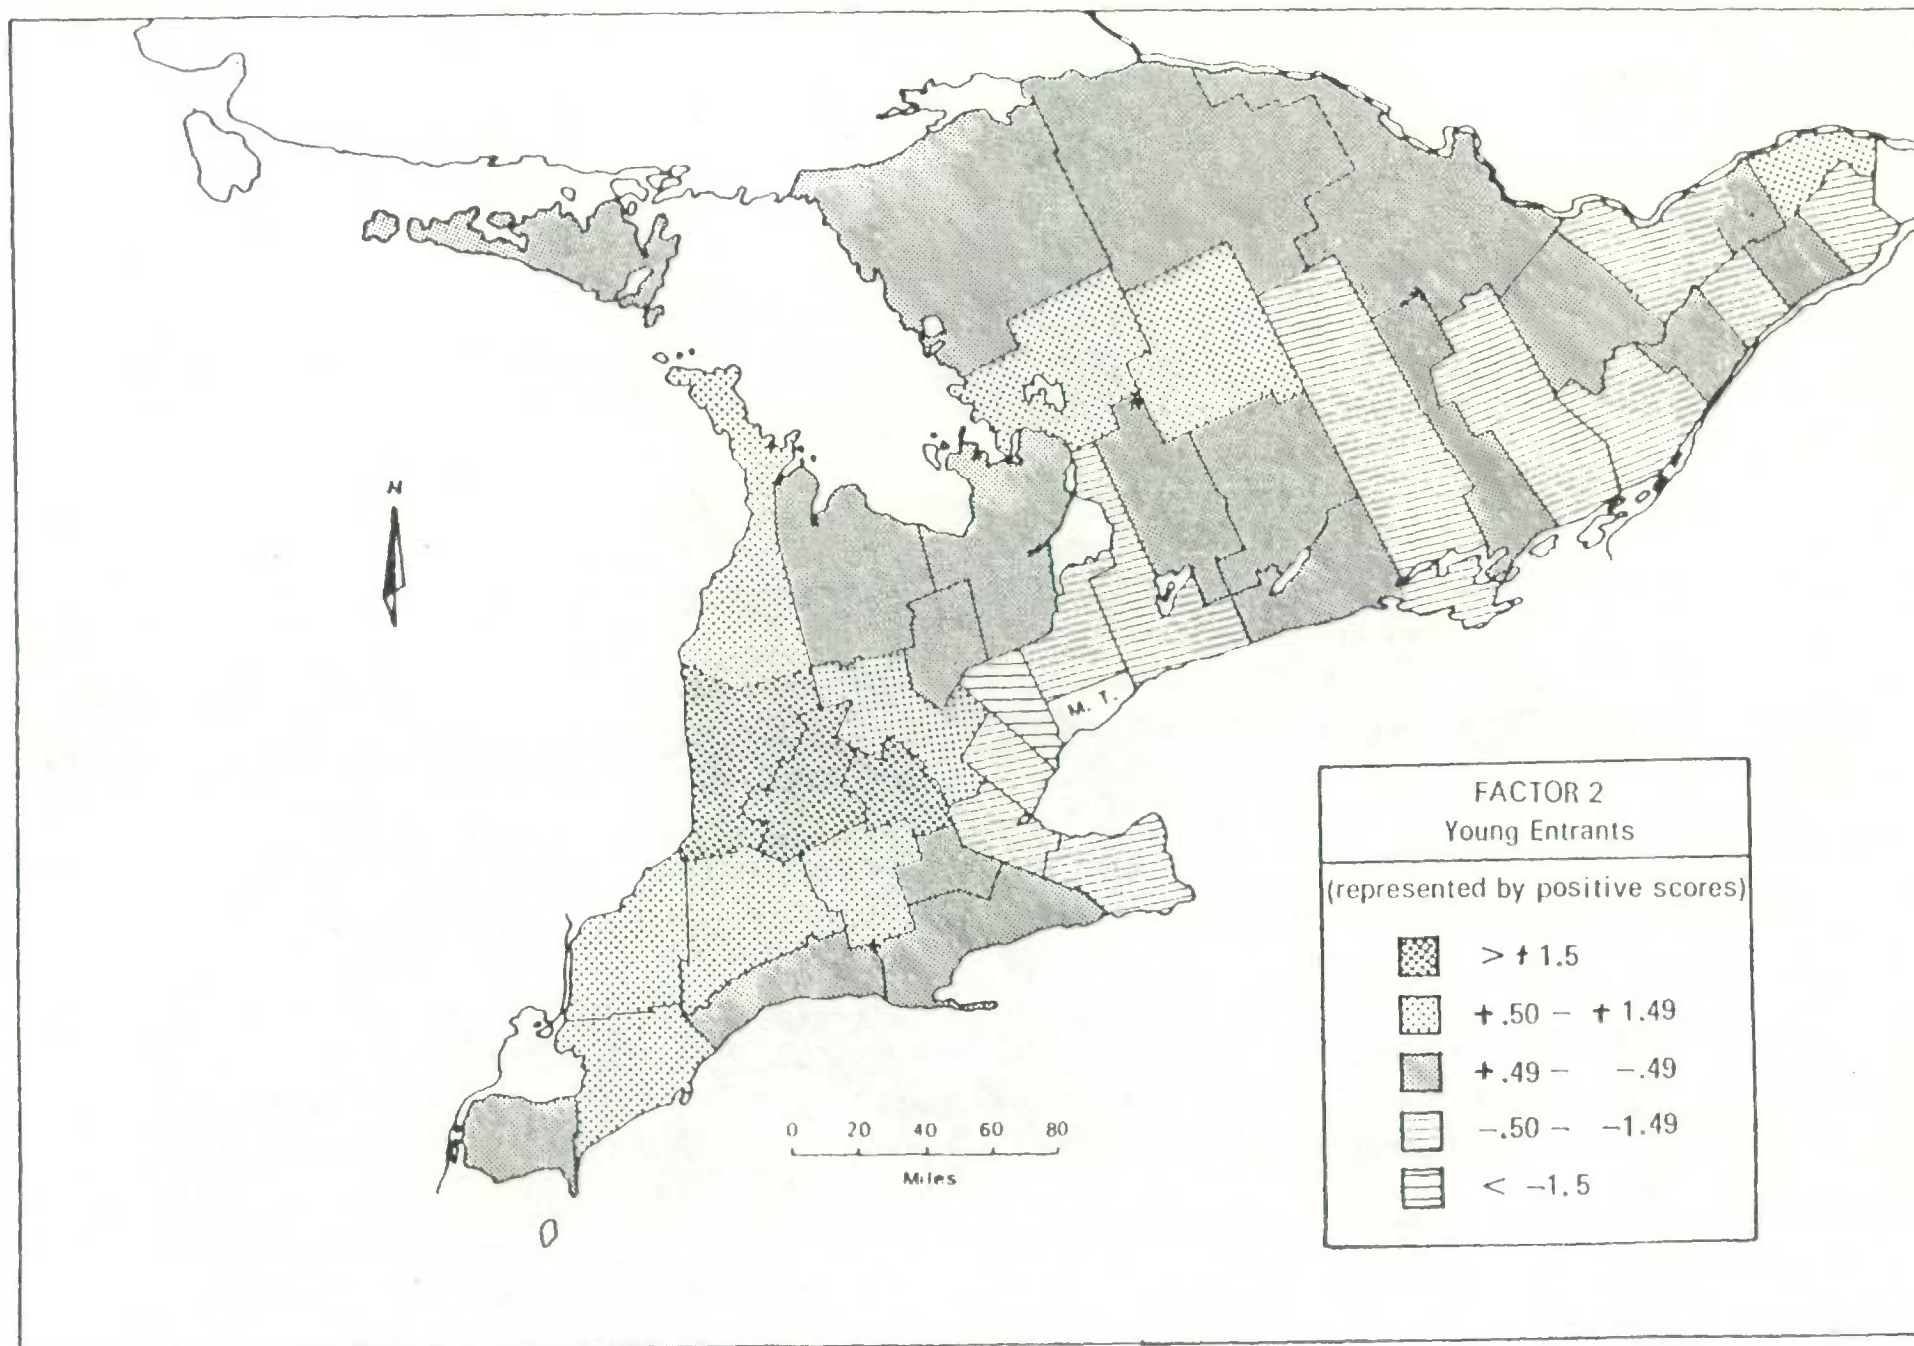 N
M. T.
FACTOR 2
Young Entrants
(represented by positive scores)
> + 1.5
+ .50 – + 1.49
+ .49 – – .49
– .50 – – 1.49
< – 1.5
0 20 40 60 80
Miles